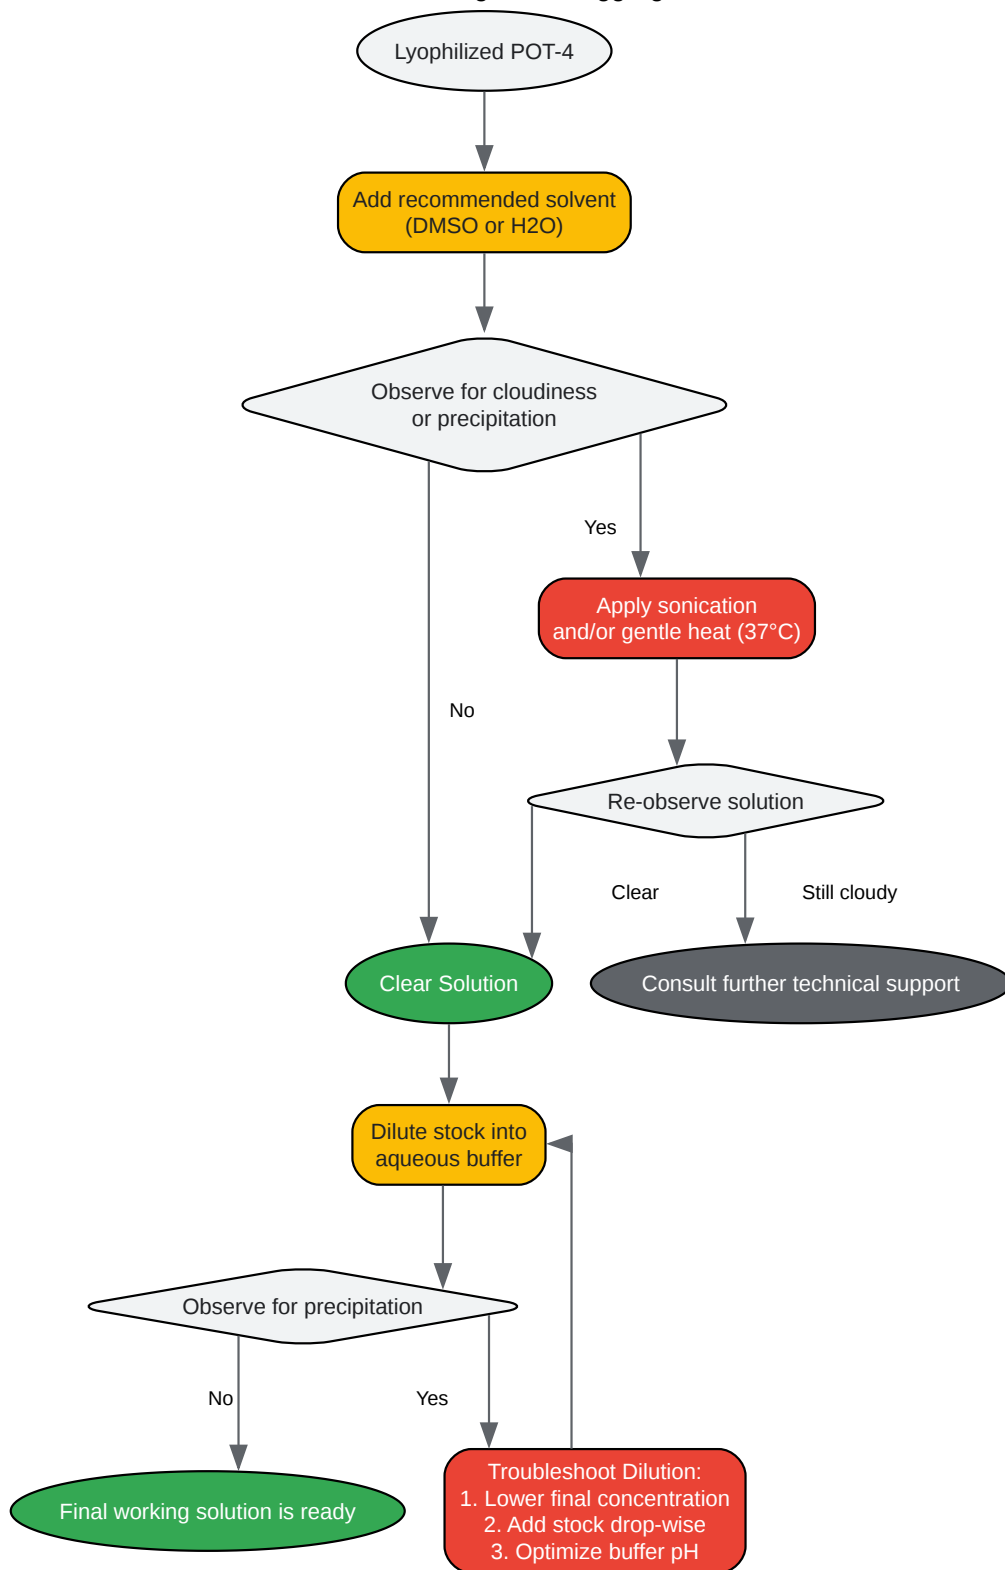 Lyophilized POT-4
Add recommended solvent
(DMSO or H2O)
Observe for cloudiness
or precipitation
Yes
Apply sonication
and/or gentle heat (37°C)
No
Re-observe solution
Clear
Still cloudy
Clear Solution
Consult further technical support
Dilute stock into
aqueous buffer
Observe for precipitation
No
Yes
Final working solution is ready
Troubleshoot Dilution:
1. Lower final concentration
2. Add stock drop-wise
3. Optimize buffer pH